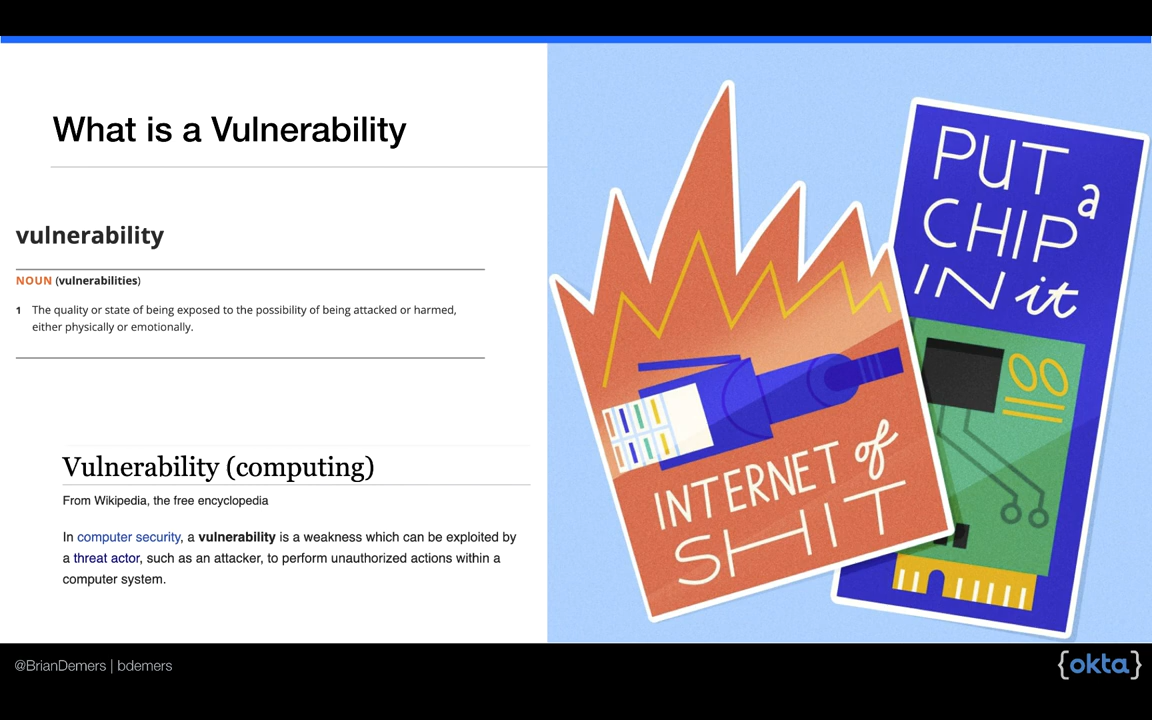 What is a Vulnerability
vulnerability
NOUN (vulnerabilities)
1 The quality or state of being exposed to the possibility of being attacked or harmed,
either physically or emotionally.
Vulnerability (computing)
From Wikipedia, the free encyclopedia
In computer security, a vulnerability is a weakness which can be exploited by
a threat actor, such as an attacker, to perform unauthorized actions within a
computer system.
INTERNET of
SHIT
PUT a
CHIP
IN it
@BrianDemers | bdemers
{okta}